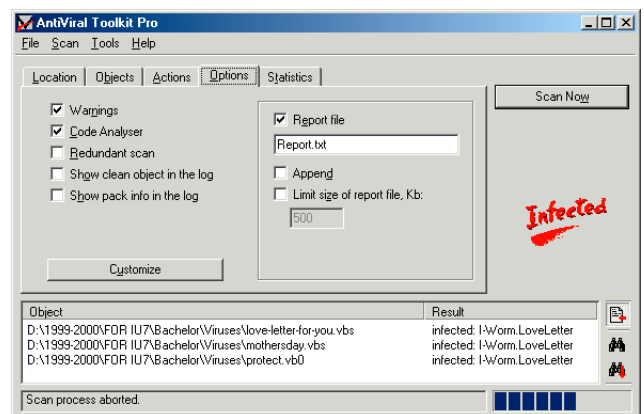 AntiViral Toolkit Pro
File Scan Tools Help
Location Objects Actions Options Statistics
Scan Now
Warnings
Code Analyser
Redundant scan
Show clean object in the log
Show pack info in the log
Customize
Report file
Report.txt
Append
Limit size of report file, Kb:
500
Infected
Object Result
D:\1999-2000\FOR IU7\Bachelor\Viruses\love-letter-for-you.vbs infected: I-Worm.LoveLetter
D:\1999-2000\FOR IU7\Bachelor\Viruses\mothersday.vbs infected: I-Worm.LoveLetter
D:\1999-2000\FOR IU7\Bachelor\Viruses\protect.vb0 infected: I-Worm.LoveLetter
Scan process aborted.